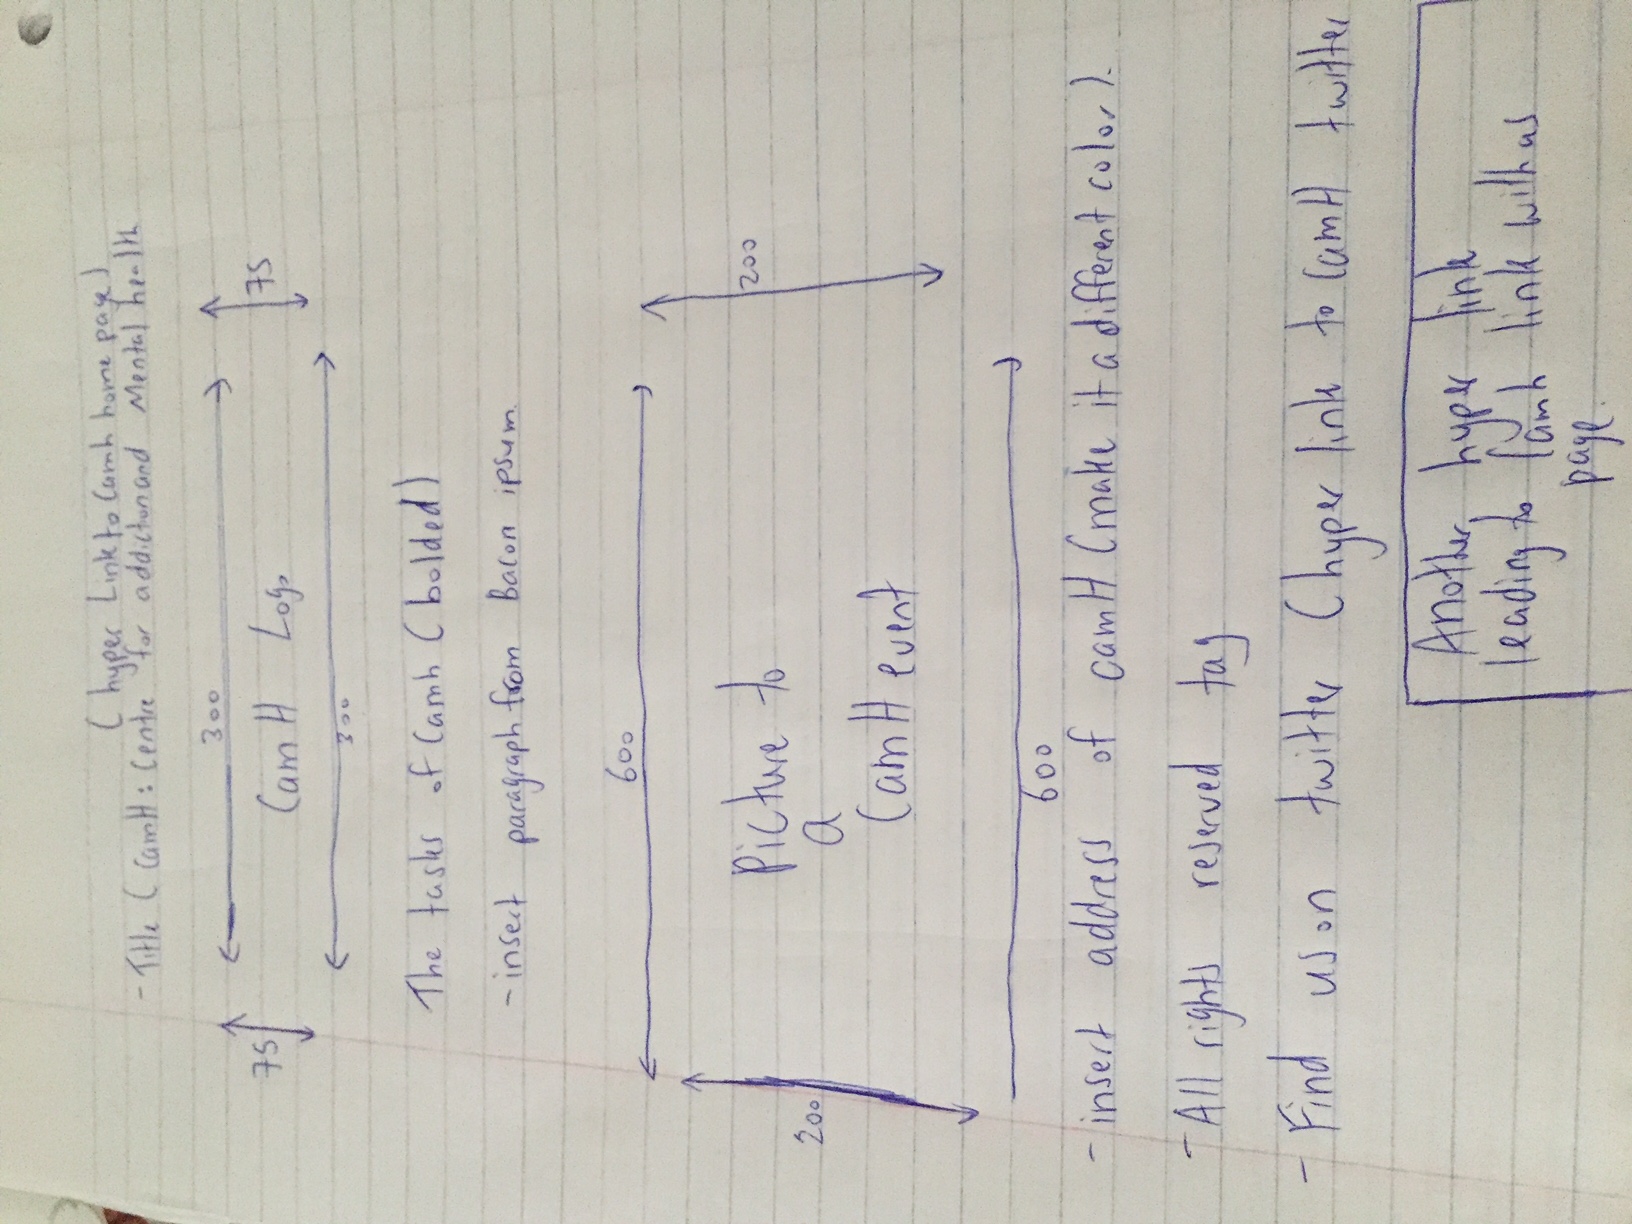 ( hyper Link to Camh home page)
- Title ( CamH: Centre for addicton and Mental health
300
75
CamH Logo
75
300
The tasks of Camh (bolded)
- insert paragraph from Bacon ipsum.
600
200
Picture to
a
CamH event
200
600
- insert address of camH (make it a different color).
- All rights reserved tag
- Find us on twitter (hyper link to CamH twitter
Another hyper link
leading to Camh link with us
page.